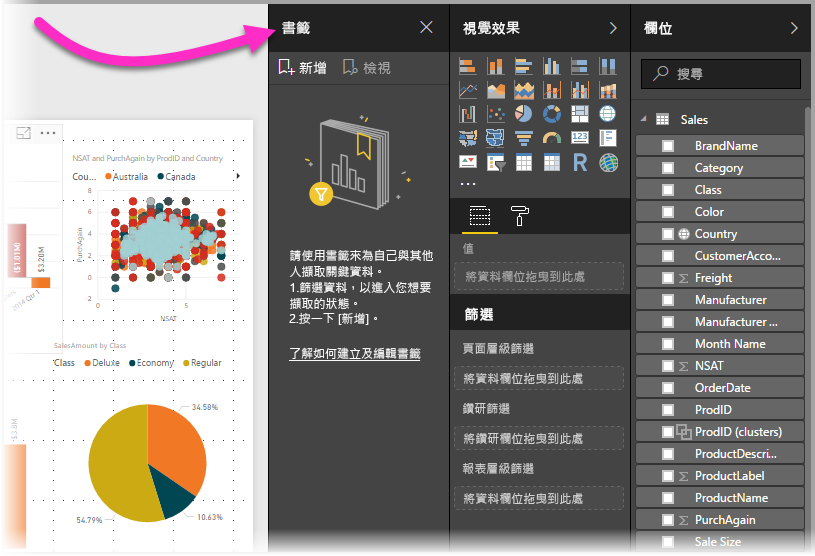 NSAT and PurchAgain by ProdID and Country
Cou... Australia Canada
8
6
4
2
0
-2
PurchAgain
0
5
NSAT
($1.01M)
$3.20M
2014 Qtr 1
SalesAmount by Class
Class Deluxe Economy Regular
34.58%
10.63%
54.79%
$3.8M
書籤
新增 檢視
請使用書籤來為自己與其他
人擷取關鍵資料。
1.篩選資料，以進入您想要
擷取的狀態。
2.按一下 [新增]。
了解如何建立及編輯書籤
視覺效果
123
R
值
將資料欄位拖曳到此處
篩選
頁面層級篩選
將資料欄位拖曳到此處
鑽研篩選
將鑽研欄位拖曳到此處
報表層級篩選
將資料欄位拖曳到此處
欄位
搜尋
Sales
BrandName
Category
Class
Color
Country
CustomerAcco...
Freight
Manufacturer
Manufacturer ...
Month Name
NSAT
OrderDate
ProdID
ProdID (clusters)
ProductDescri...
ProductLabel
ProductName
PurchAgain
Sale Size